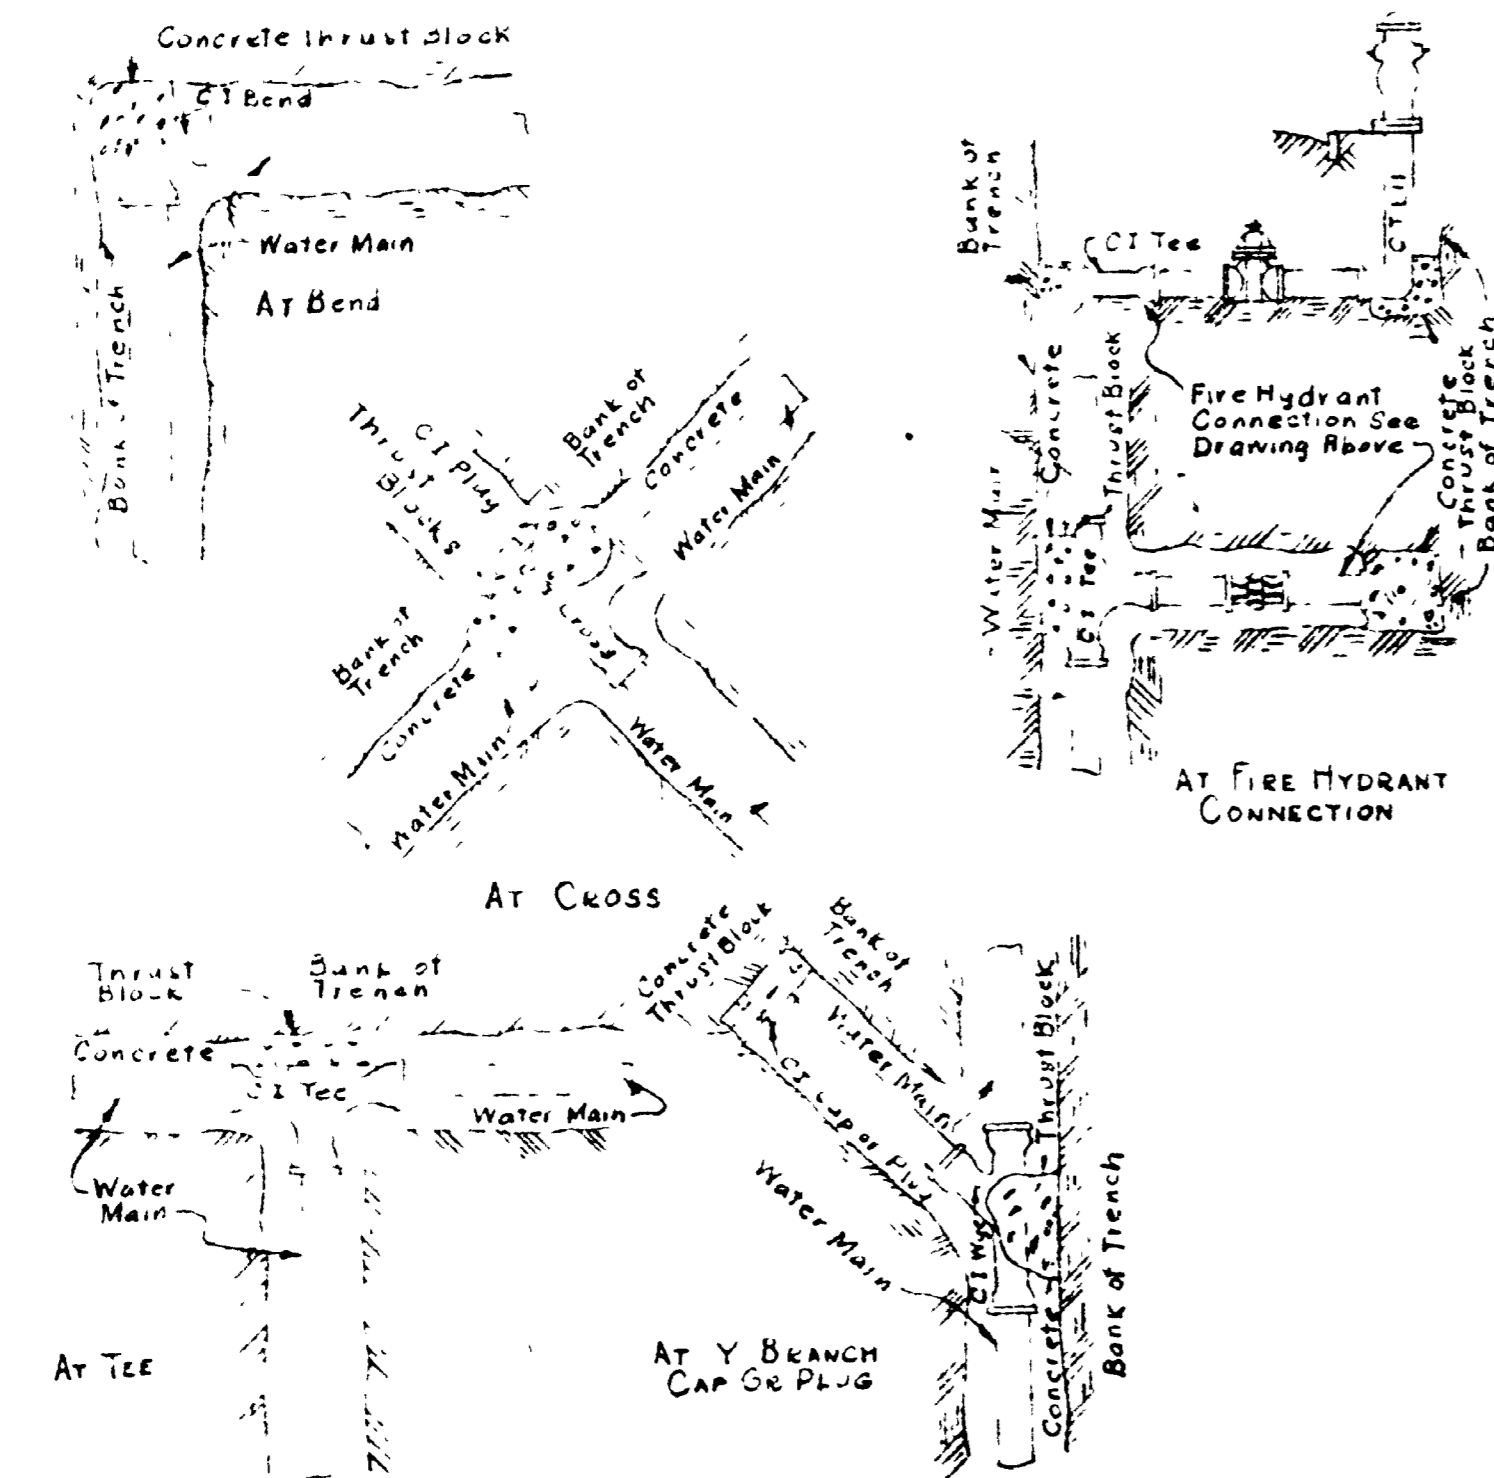 Concrete Thrust Block
CI Bend
Water Main
Bank of Trench
AT Bend
Thrust
Blocks
CI Plug
Bank of
Trench
Concrete
Water Main
Cross
Bank of
Trench
Concrete
Water Main
Water Main
AT CROSS
Bank of
Trench
CI Tee
Concrete
Thrust Block
Fire Hydrant
Connection See
Drawing Above
Concrete
Thrust Block
Bank of Trench
Water Main
CI Tee
AT FIRE HYDRANT
CONNECTION
Thrust
Block
Bank of
Trench
Concrete
CI Tee
Water Main
Water
Main
AT TEE
Concrete
Thrust Block
Bank of
Trench
Water Main
CI Cap or Plug
Water Main
CI Wye
Concrete Thrust Block
Bank of Trench
AT Y BRANCH
CAP OR PLUG